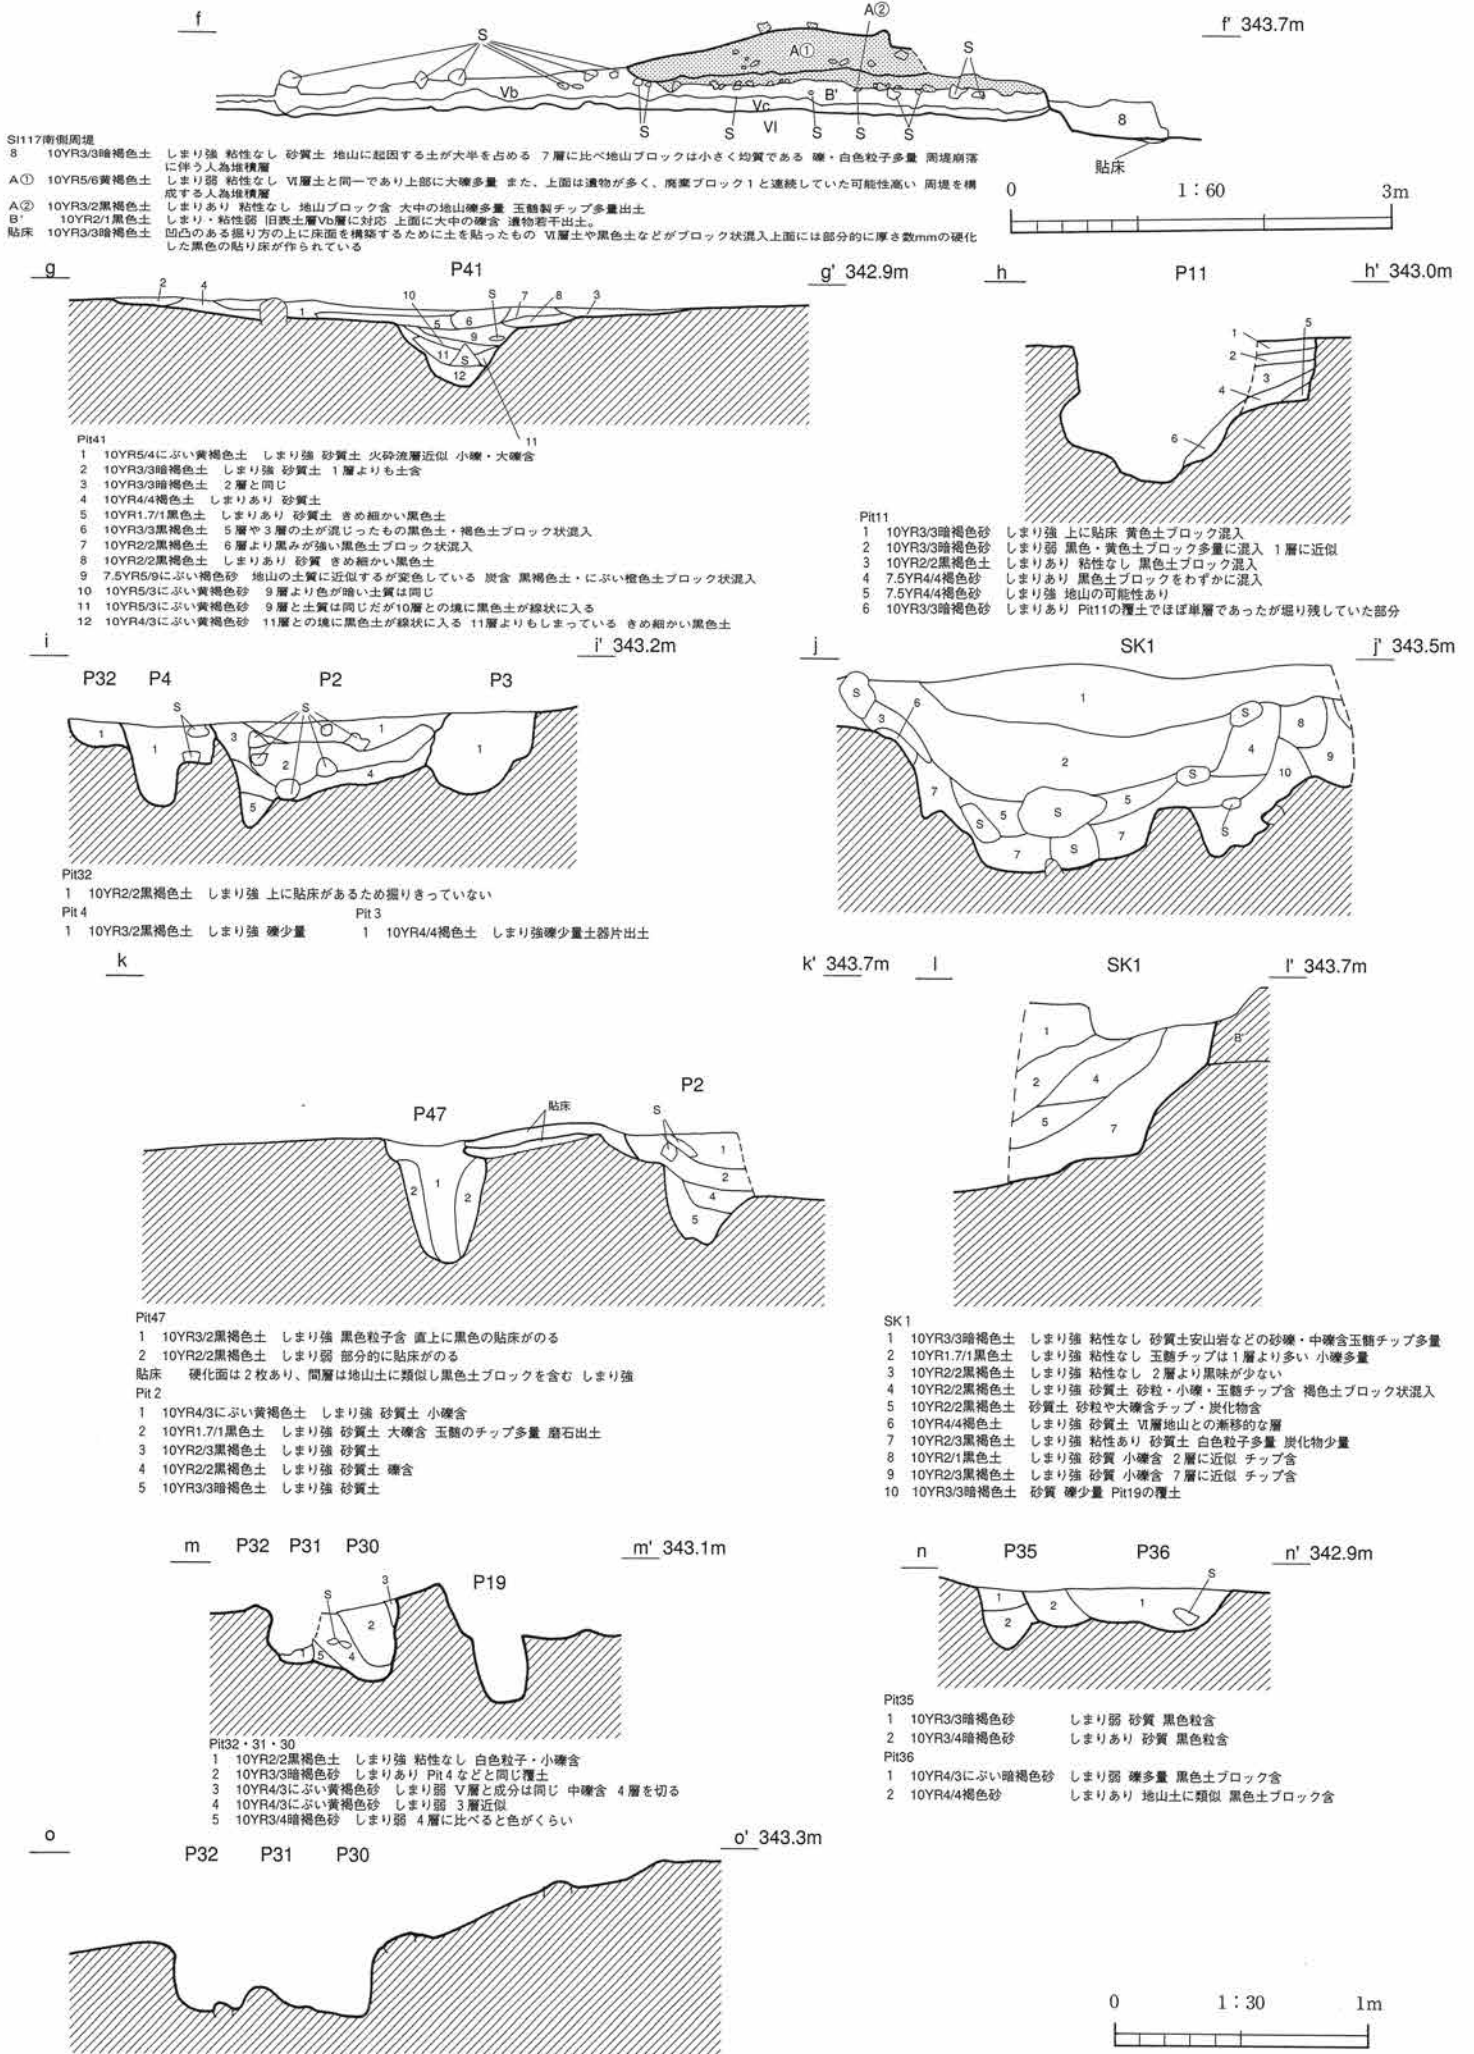 f
f' 343.7m
A②
S
A①
S
Vb
B'
Vc
VI
8
S
S
S
S
S
貼床
SI117南側周堤
8 10YR3/3暗褐色土 しまり強 粘性なし 砂質土 地山に起因する土が大半を占める 7層に比べ地山ブロックは小さく均質である 礫・白色粒子多量 周堤崩落
に伴う人為堆積層
A① 10YR5/6黄褐色土 しまり弱 粘性なし Ⅵ層土と同一であり上部に大礫多量 また、上面は遺物が多く、廃棄ブロック1と連続していた可能性高い 周堤を構
成する人為堆積層
A② 10YR3/2黒褐色土 しまりあり 粘性なし 地山ブロック含 大中の地山礫多量 玉髄製チップ多量出土
B' 10YR2/1黒色土 しまり・粘性弱 旧表土層Vb層に対応 上面に大中の礫含 遺物若干出土。
貼床 10YR3/3暗褐色土 凹凸のある掘り方の上に床面を構築するために土を貼ったもの Ⅵ層土や黒色土などがブロック状混入上面には部分的に厚さ数mmの硬化
した黒色の貼り床が作られている
0 1：60 3m
g P41 g' 342.9m
2 4 1 10 5 6 S 7 8 3 9 11 S 12 11
h P11 h' 343.0m
1 2 3 4 5 6
Pit41
1 10YR5/4にぶい黄褐色土 しまり強 砂質土 火砕流層近似 小礫・大礫含
2 10YR3/3暗褐色土 しまり強 砂質土 1層よりも土含
3 10YR3/3暗褐色土 2層と同じ
4 10YR4/4褐色土 しまりあり 砂質土
5 10YR1.7/1黒色土 しまりあり 砂質土 きめ細かい黒色土
6 10YR3/3黒褐色土 5層や3層の土が混じったもの黒色土・褐色土ブロック状混入
7 10YR2/2黒褐色土 6層より黒みが強い黒色土ブロック状混入
8 10YR2/2黒褐色土 しまりあり 砂質 きめ細かい黒色土
9 7.5YR5/9にぶい褐色砂 地山の土質に近似するが変色している 炭含 黒褐色土・にぶい橙色土ブロック状混入
10 10YR5/3にぶい黄褐色砂 9層より色が暗い土質は同じ
11 10YR5/3にぶい黄褐色砂 9層と土質は同じだが10層との境に黒色土が線状に入る
12 10YR4/3にぶい黄褐色砂 11層との境に黒色土が線状に入る 11層よりもしまっている きめ細かい黒色土
Pit11
1 10YR3/3暗褐色砂 しまり強 上に貼床 黄色土ブロック混入
2 10YR3/3暗褐色砂 しまり弱 黒色・黄色土ブロック多量に混入 1層に近似
3 10YR2/2黒褐色土 しまりあり 粘性なし 黒色土ブロック混入
4 7.5YR4/4褐色砂 しまりあり 黒色土ブロックをわずかに混入
5 7.5YR4/4褐色砂 しまり強 地山の可能性あり
6 10YR3/3暗褐色砂 しまりあり Pit11の覆土でほぼ単層であったが堀り残していた部分
i i' 343.2m
P32 P4 P2 P3
S S
1 1 3 2 1 4 5 1
j SK1 j' 343.5m
S 3 6 1 2 S 8 4 9 10 S 5 S 7 S 5 7 S 7 S
Pit32
1 10YR2/2黒褐色土 しまり強 上に貼床があるため掘りきっていない
Pit 4
1 10YR3/2黒褐色土 しまり強 礫少量
Pit 3
1 10YR4/4褐色土 しまり強礫少量土器片出土
k k' 343.7m
P47 貼床 P2
S
2 1 2 1 2 4 5
l SK1 l' 343.7m
1 2 4 5 7 B'
Pit47
1 10YR3/2黒褐色土 しまり強 黒色粒子含 直上に黒色の貼床がのる
2 10YR2/2黒褐色土 しまり弱 部分的に貼床がのる
貼床 硬化面は2枚あり、間層は地山土に類似し黒色土ブロックを含む しまり強
Pit 2
1 10YR4/3にぶい黄褐色土 しまり強 砂質土 小礫含
2 10YR1.7/1黒色土 しまり強 砂質土 大礫含 玉髄のチップ多量 磨石出土
3 10YR2/3黒褐色土 しまり強 砂質土
4 10YR2/2黒褐色土 しまり強 砂質土 礫含
5 10YR3/3暗褐色土 しまり強 砂質土
SK 1
1 10YR3/3暗褐色土 しまり強 粘性なし 砂質土安山岩などの砂礫・中礫含玉髄チップ多量
2 10YR1.7/1黒色土 しまり強 粘性なし 玉髄チップは1層より多い 小礫多量
3 10YR2/2黒褐色土 しまり強 粘性なし 2層より黒味が少ない
4 10YR2/2黒褐色土 しまり強 砂質土 砂粒・小礫・玉髄チップ含 褐色土ブロック状混入
5 10YR2/2黒褐色土 砂質土 砂粒や大礫含チップ・炭化物含
6 10YR4/4褐色土 しまり強 砂質土 Ⅵ層地山との漸移的な層
7 10YR2/3黒褐色土 しまり強 粘性あり 砂質土 白色粒子多量 炭化物少量
8 10YR2/1黒色土 しまり強 砂質 小礫含 2層に近似 チップ含
9 10YR2/3黒褐色土 しまり強 砂質 小礫含 7層に近似 チップ含
10 10YR3/3暗褐色土 砂質 礫少量 Pit19の覆土
m P32 P31 P30 m' 343.1m
P19
S 3 2 1 5 4
n P35 P36 n' 342.9m
S
1 2 2 1
Pit32・31・30
1 10YR2/2黒褐色土 しまり強 粘性なし 白色粒子・小礫含
2 10YR3/3暗褐色砂 しまりあり Pit 4などと同じ覆土
3 10YR4/3にぶい黄褐色砂 しまり弱 V層と成分は同じ 中礫含 4層を切る
4 10YR4/3にぶい黄褐色砂 しまり弱 3層近似
5 10YR3/4暗褐色砂 しまり弱 4層に比べると色がくらい
Pit35
1 10YR3/3暗褐色砂 しまり弱 砂質 黒色粒含
2 10YR3/4暗褐色砂 しまりあり 砂質 黒色粒含
Pit36
1 10YR4/3にぶい暗褐色砂 しまり弱 礫多量 黒色土ブロック含
2 10YR4/4褐色砂 しまりあり 地山土に類似 黒色土ブロック含
o o' 343.3m
P32 P31 P30
0 1：30 1m